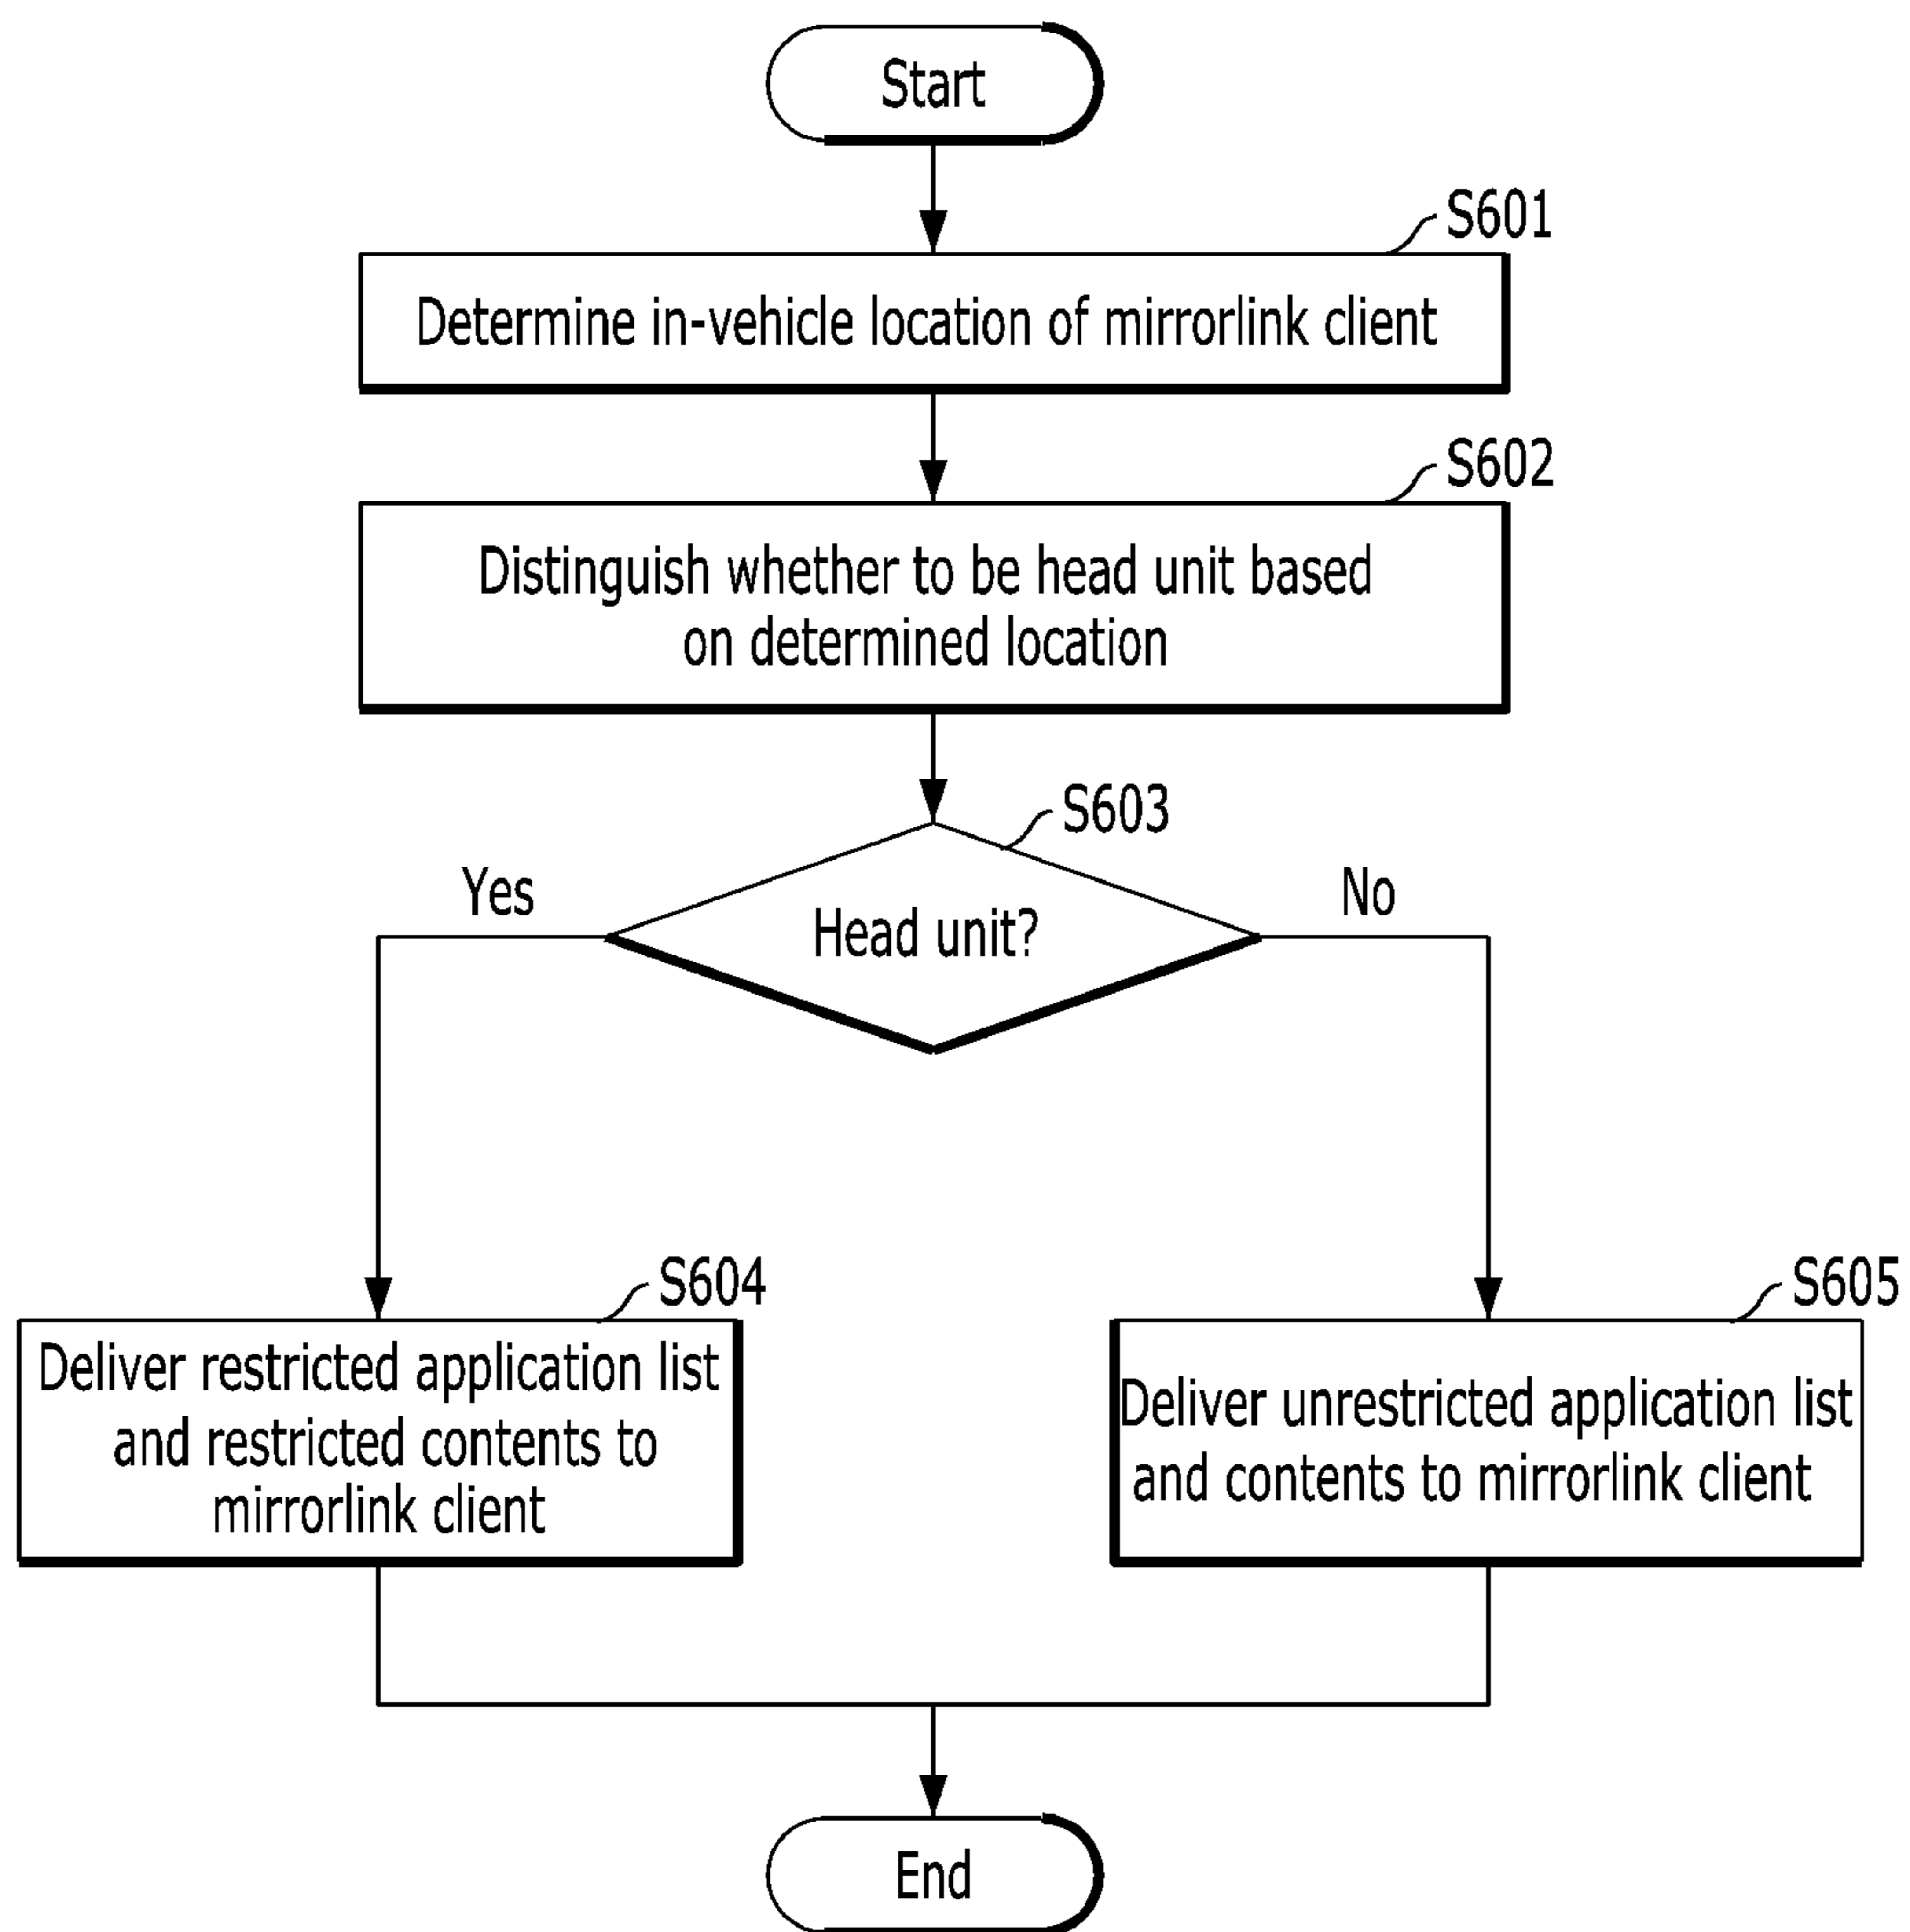 Start
S601
Determine in-vehicle location of mirrorlink client
S602
Distinguish whether to be head unit based
on determined location
S603
Yes
Head unit?
No
S604
Deliver restricted application list
and restricted contents to
mirrorlink client
S605
Deliver unrestricted application list
and contents to mirrorlink client
End